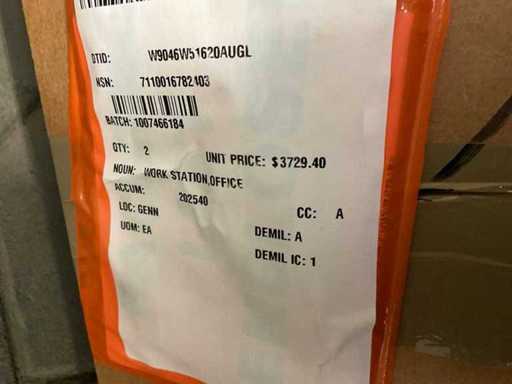 DTID: W9046W51620AUGL
NSN: 7110016782403
BATCH: 1007466184
QTY: 2 UNIT PRICE: $3729.40
NOUN: WORK STATION,OFFICE
ACCUM: 202540
LOC: GENN CC: A
UOM: EA DEMIL: A
DEMIL IC: 1